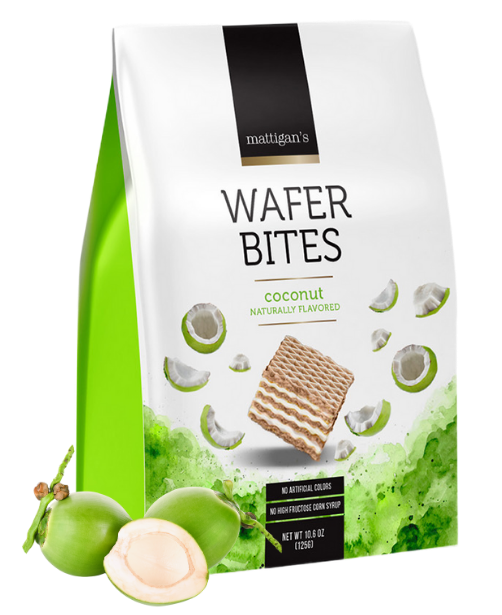 mattigan's
WAFER
BITES
coconut
NATURALLY FLAVORED
NO ARTIFICIAL COLORS
NO HIGH FRUCTOSE CORN SYRUP
NET WT 10.6 OZ
(125G)